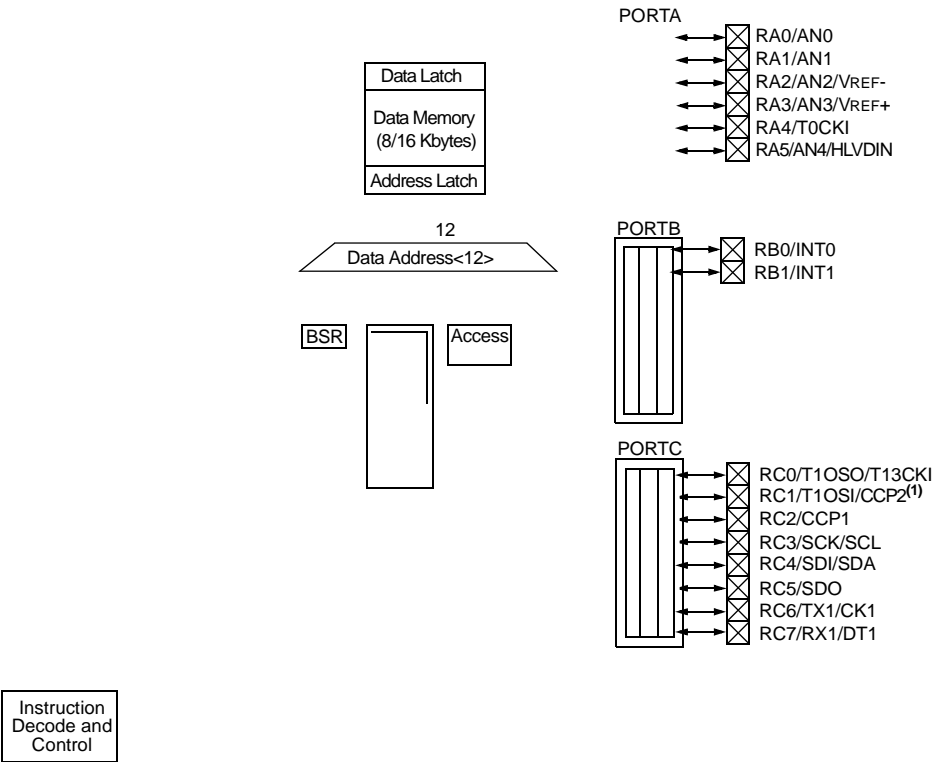 PORTA
RA0/AN0
RA1/AN1
RA2/AN2/VREF-
RA3/AN3/VREF+
RA4/T0CKI
RA5/AN4/HLVDIN
Data Latch
Data Memory
(8/16 Kbytes)
Address Latch
12
Data Address<12>
BSR
Access
PORTB
RB0/INT0
RB1/INT1
PORTC
RC0/T1OSO/T13CKI
RC1/T1OSI/CCP2(1)
RC2/CCP1
RC3/SCK/SCL
RC4/SDI/SDA
RC5/SDO
RC6/TX1/CK1
RC7/RX1/DT1
Instruction
Decode and
Control